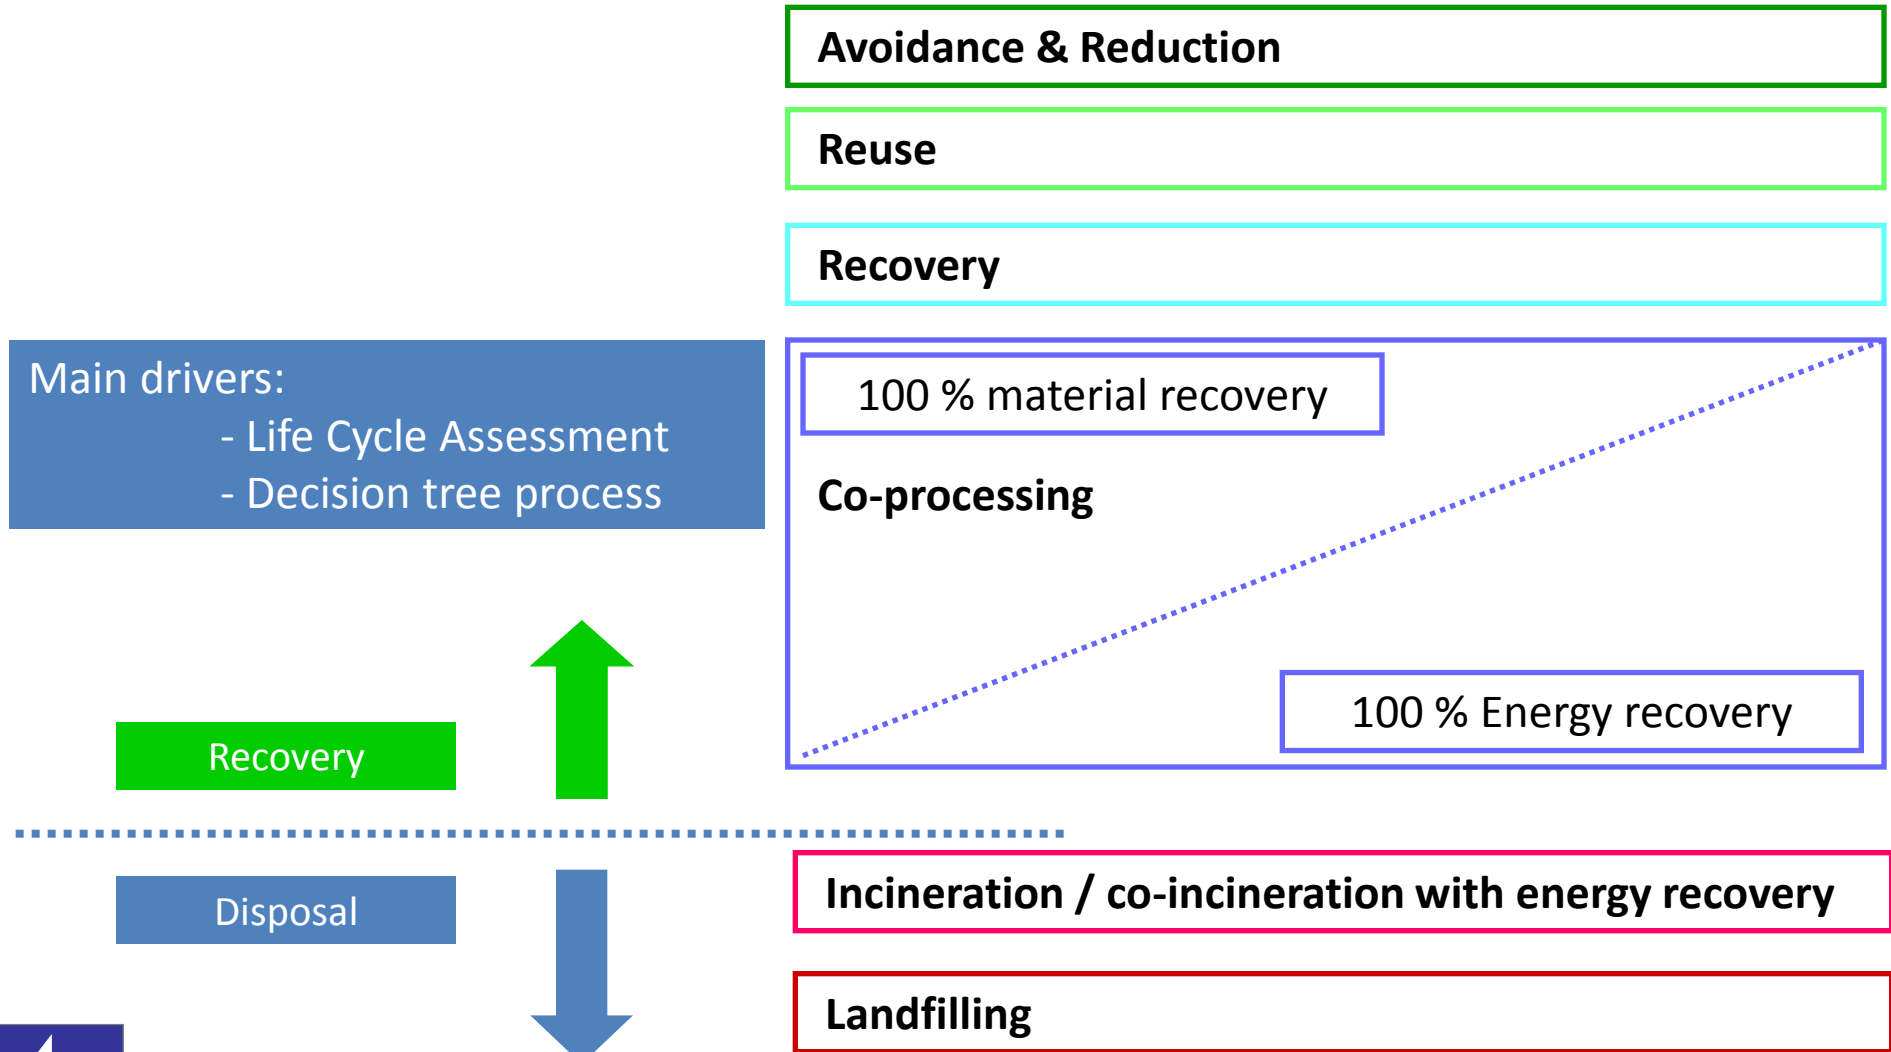 Avoidance & Reduction
Reuse
Recovery
Main drivers:
- Life Cycle Assessment
- Decision tree process
100 % material recovery
Co-processing
100 % Energy recovery
Recovery
Disposal
Incineration / co-incineration with energy recovery
Landfilling